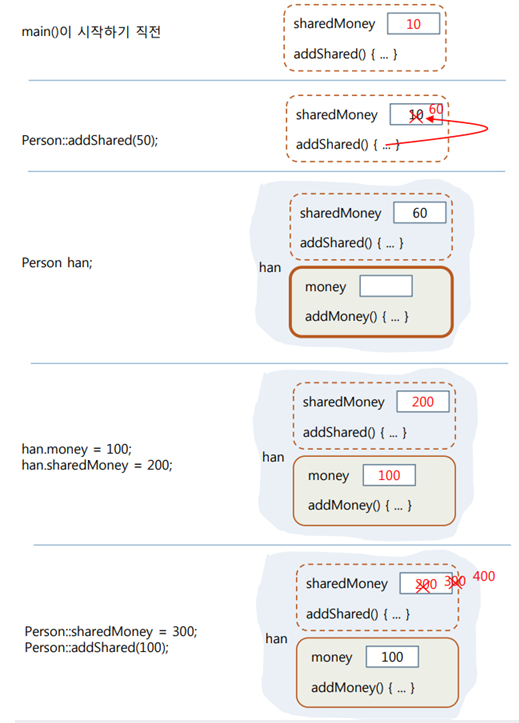 main()이 시작하기 직전
sharedMoney 10
addShared() { ... }
Person::addShared(50);
sharedMoney 10 60
addShared() { ... }
Person han;
han
sharedMoney 60
addShared() { ... }
money
addMoney() { ... }
han.money = 100;
han.sharedMoney = 200;
han
sharedMoney 200
addShared() { ... }
money 100
addMoney() { ... }
Person::sharedMoney = 300;
Person::addShared(100);
han
sharedMoney 200 300 400
addShared() { ... }
money 100
addMoney() { ... }